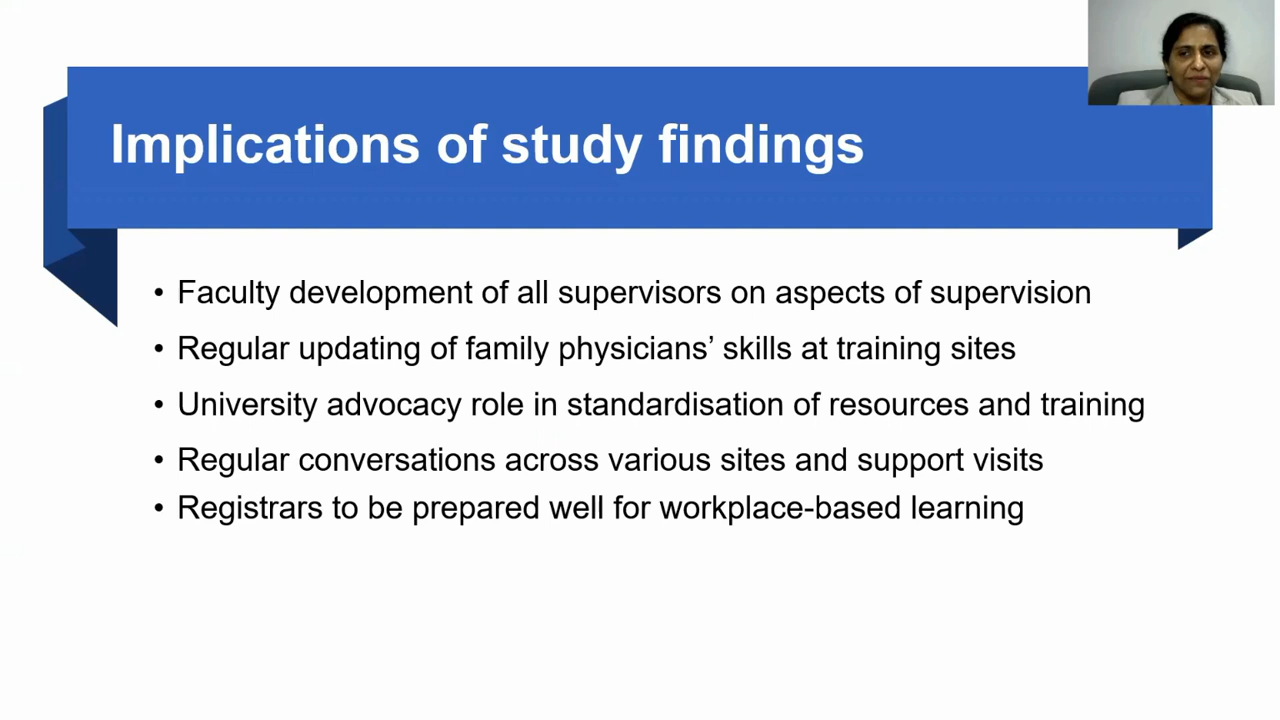 Implications of study findings
• Faculty development of all supervisors on aspects of supervision
• Regular updating of family physicians’ skills at training sites
• University advocacy role in standardisation of resources and training
• Regular conversations across various sites and support visits
• Registrars to be prepared well for workplace-based learning